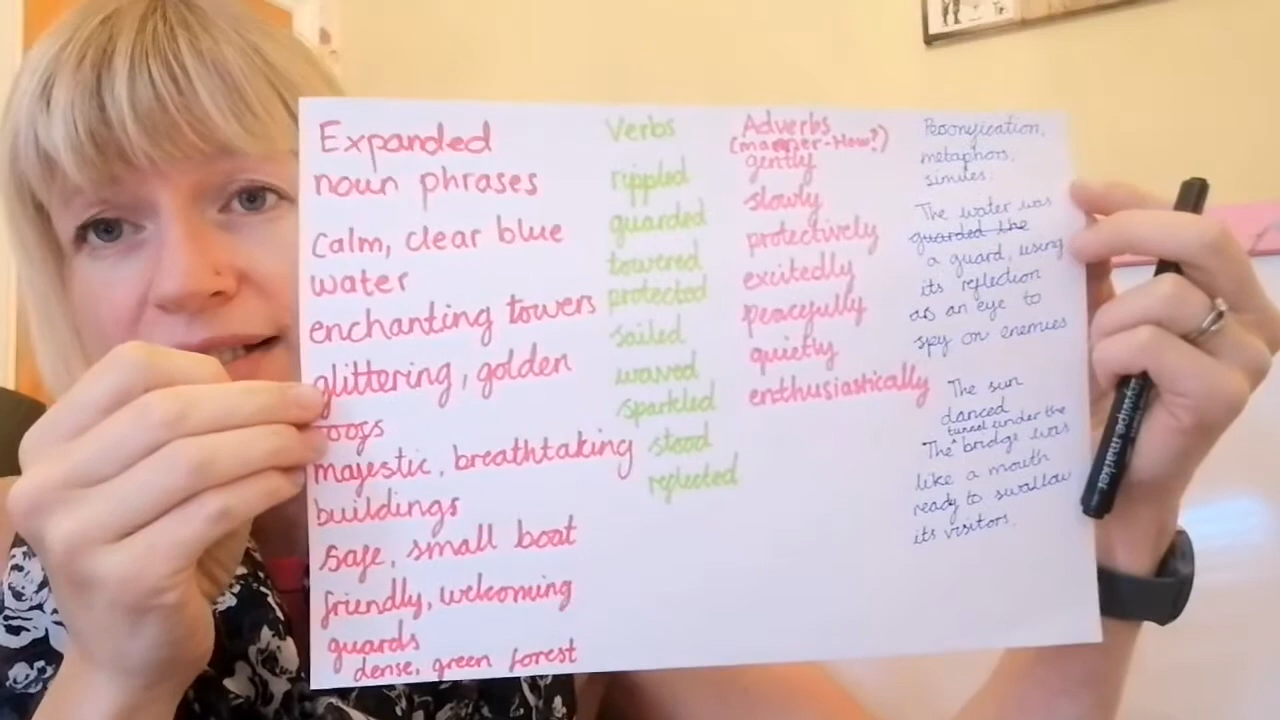 Expanded
noun phrases
calm, clear blue
water
enchanting towers
glittering, golden
roofs
majestic, breathtaking
buildings
safe, small boat
friendly, welcoming
guards
dense, green forest
Verbs
rippled
guarded
towered
protected
sailed
waved
sparkled
stood
reflected
Adverbs
(manner-How?)
gently
slowly
protectively
excitedly
peacefully
quietly
enthusiastically
Personification,
metaphors,
similes.
The water was
guarded the
a guard, using
its reflection
as an eye to
spy on enemies
The sun
danced
tunnel under the
The ^ bridge was
like a mouth
ready to swallow
its visitors.
drywipe marker